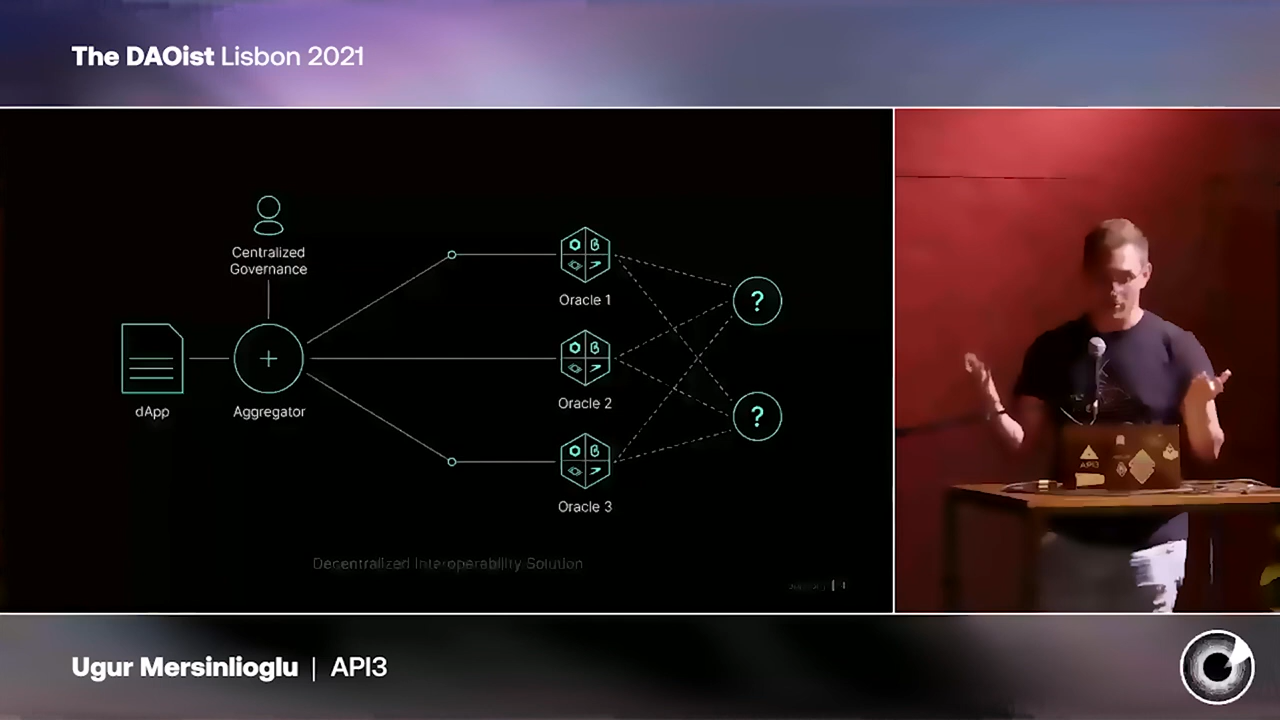 The DAOist Lisbon 2021
Centralized
Governance
dApp
Aggregator
Oracle 1
Oracle 2
Oracle 3
?
?
Decentralized Interoperability Solution
API3
Ugur Mersinlioglu | API3